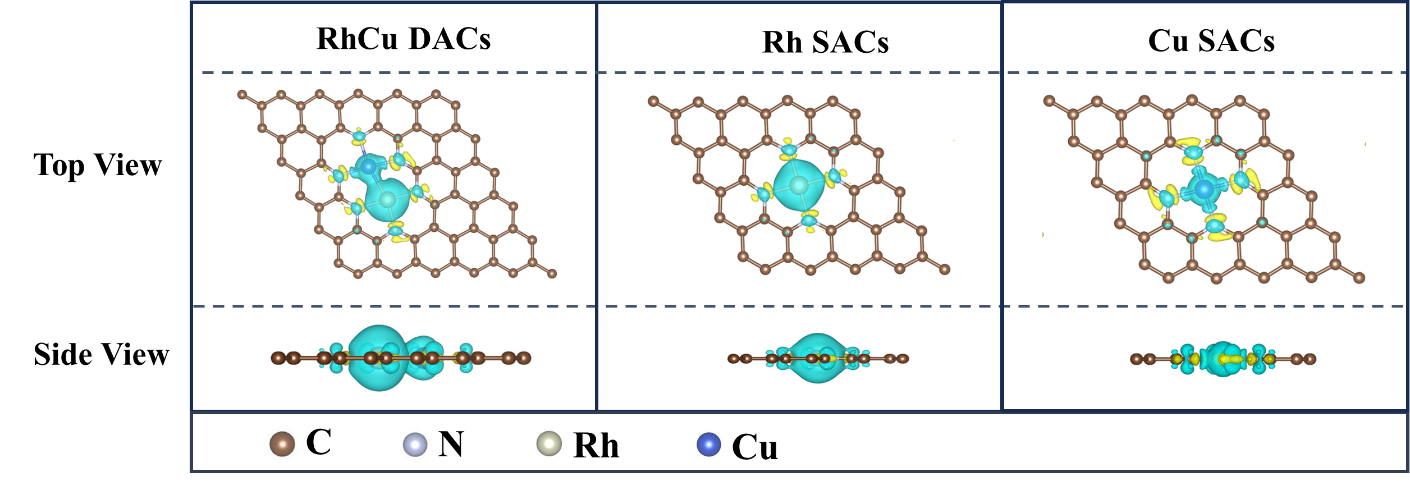 RhCu DACs
Rh SACs
Cu SACs
Top View
Side View
C
N
Rh
Cu